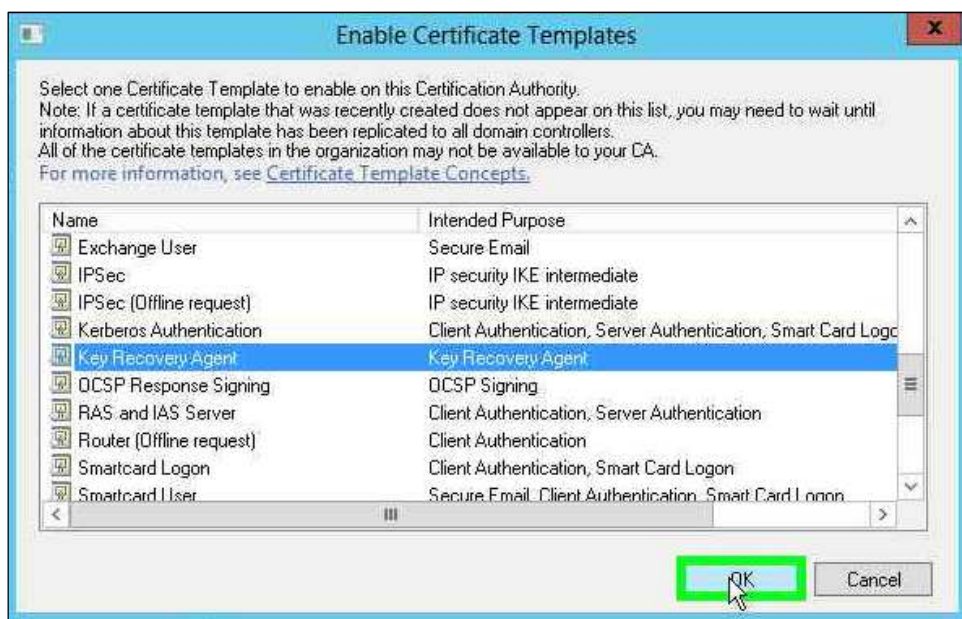 Enable Certificate Templates
x
Select one Certificate Template to enable on this Certification Authority.
Note: If a certificate template that was recently created does not appear on this list, you may need to wait until
information about this template has been replicated to all domain controllers.
All of the certificate templates in the organization may not be available to your CA.
For more information, see Certificate Template Concepts.
Name Intended Purpose
Exchange User Secure Email
IPSec IP security IKE intermediate
IPSec (Offline request) IP security IKE intermediate
Kerberos Authentication Client Authentication, Server Authentication, Smart Card Logo
Key Recovery Agent Key Recovery Agent
OCSP Response Signing OCSP Signing
RAS and IAS Server Client Authentication, Server Authentication
Router (Offline request) Client Authentication
Smartcard Logon Client Authentication, Smart Card Logon
Smartcard User Secure Email, Client Authentication, Smart Card Logon
OK Cancel